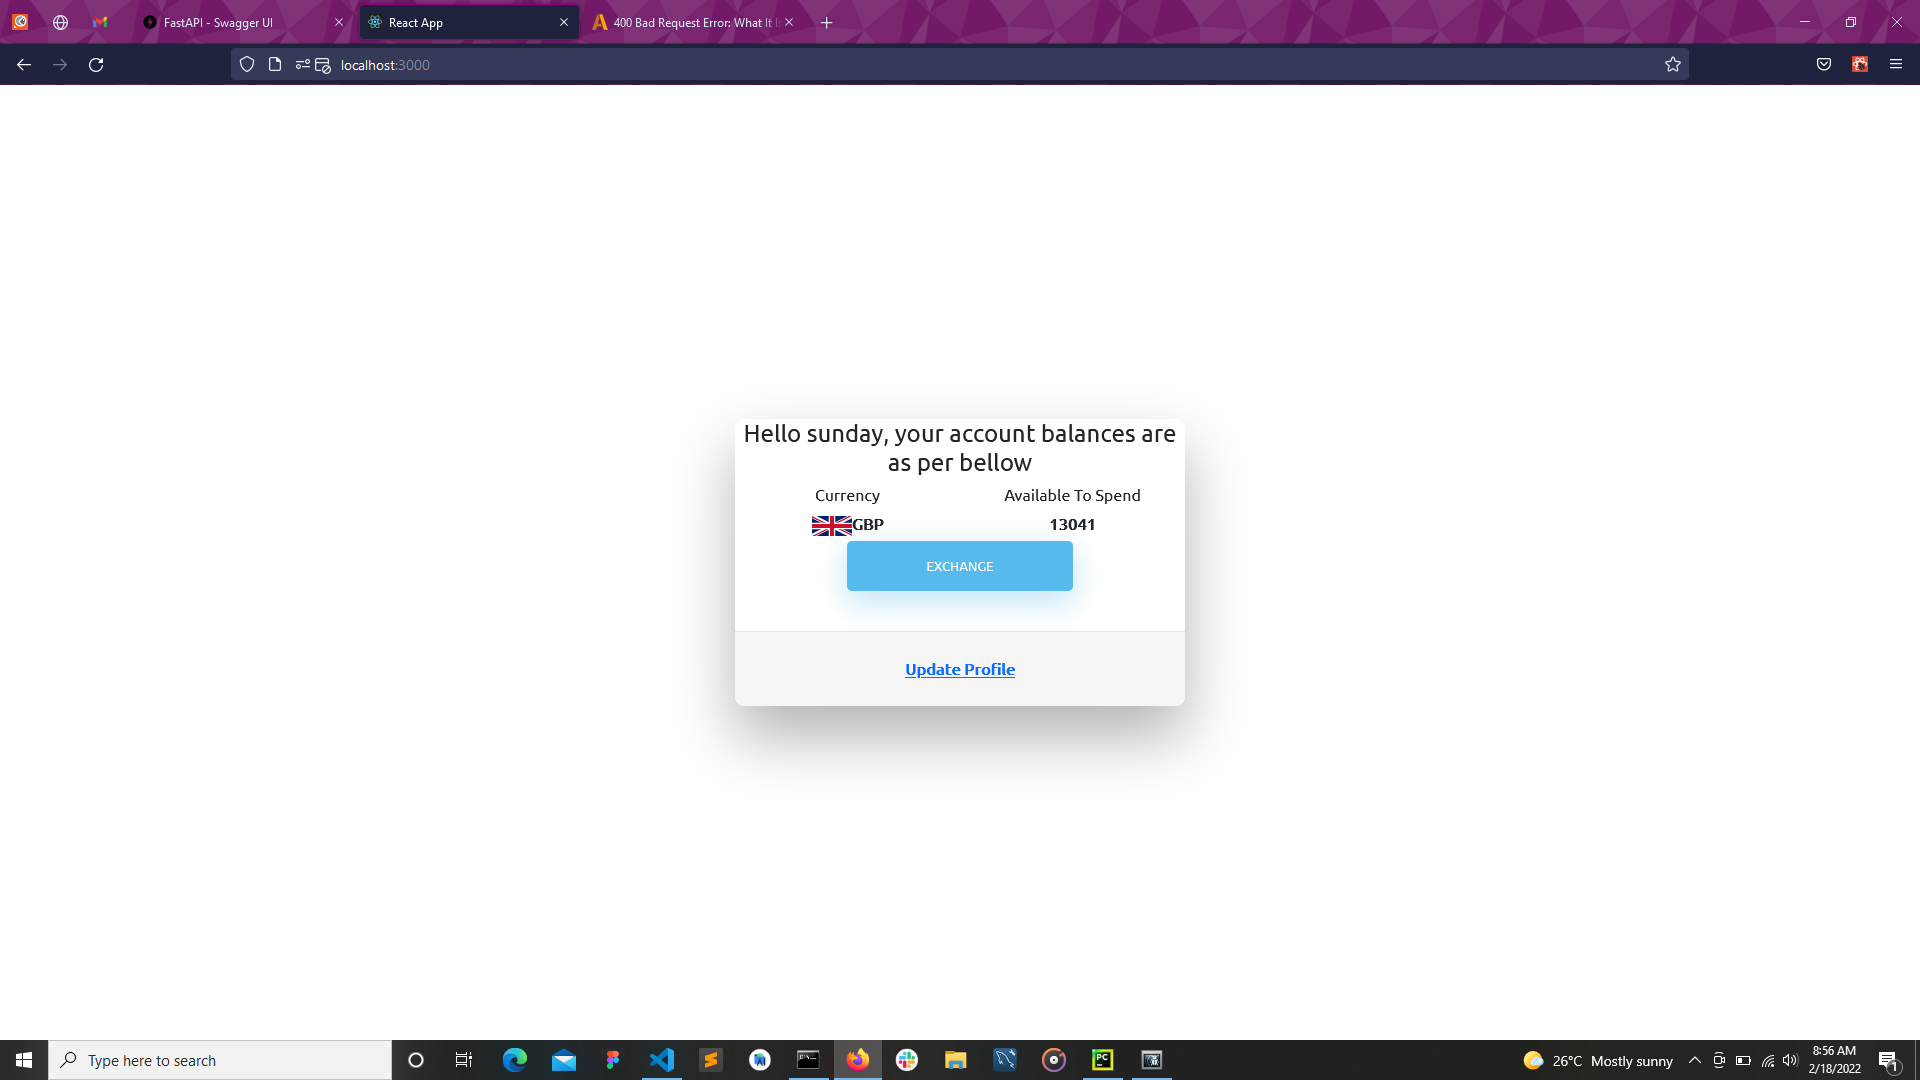 FastAPI - Swagger UI
React App
400 Bad Request Error: What It Is
localhost:3000
Hello sunday, your account balances are
as per bellow
Currency Available To Spend
GBP 13041
EXCHANGE
Update Profile
Type here to search
PC
26°C Mostly sunny
8:56 AM
2/18/2022
1